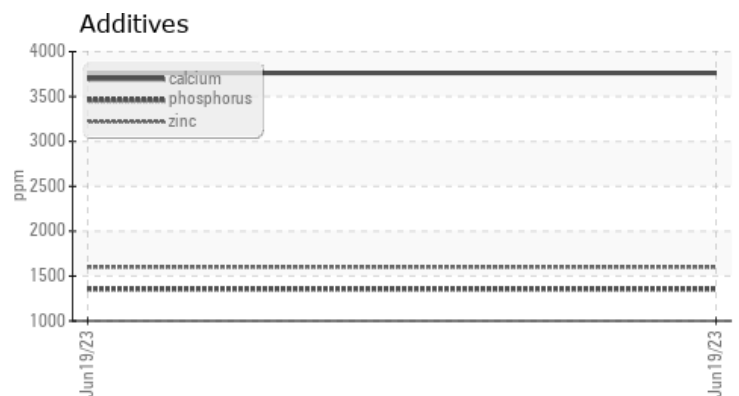 Additives
4000
3500
3000
2500
2000
1500
1000
ppm
calcium
phosphorus
zinc
Jun19/23
Jun19/23